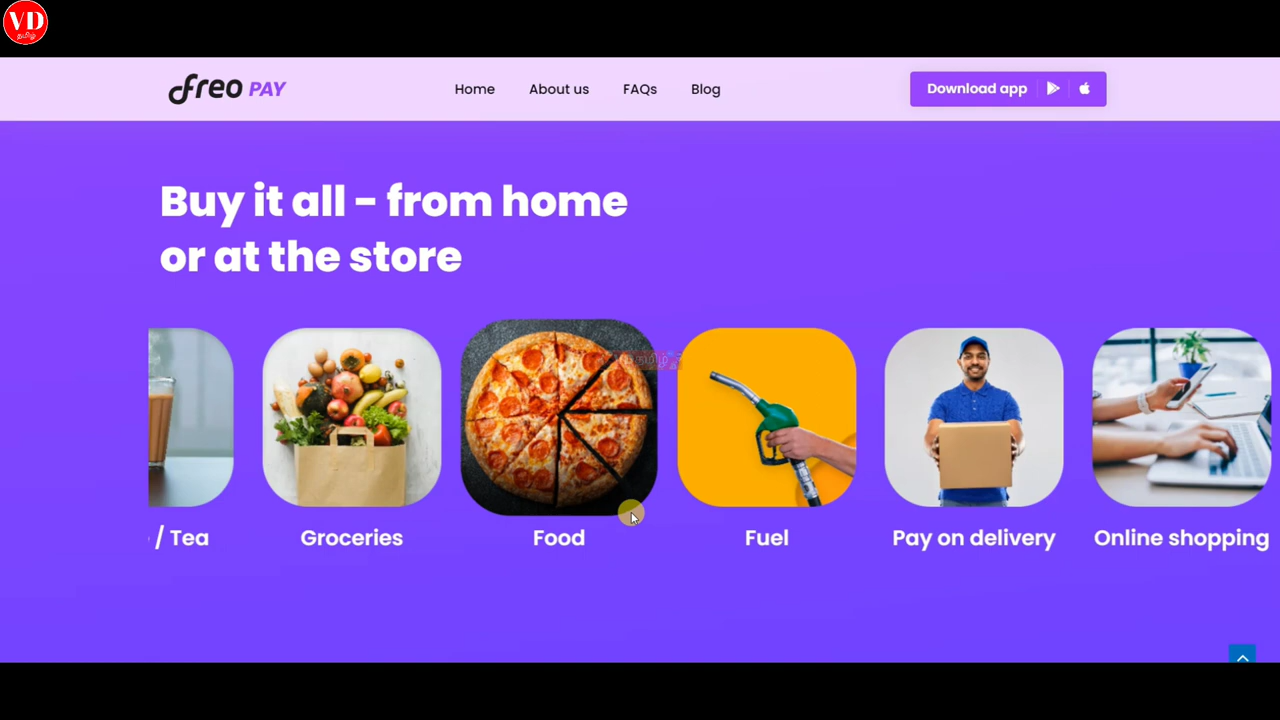 VD
தமிழ்
freo PAY
Home
About us
FAQs
Blog
Download app
Buy it all - from home
or at the store
/ Tea
Groceries
Food
Fuel
Pay on delivery
Online shopping